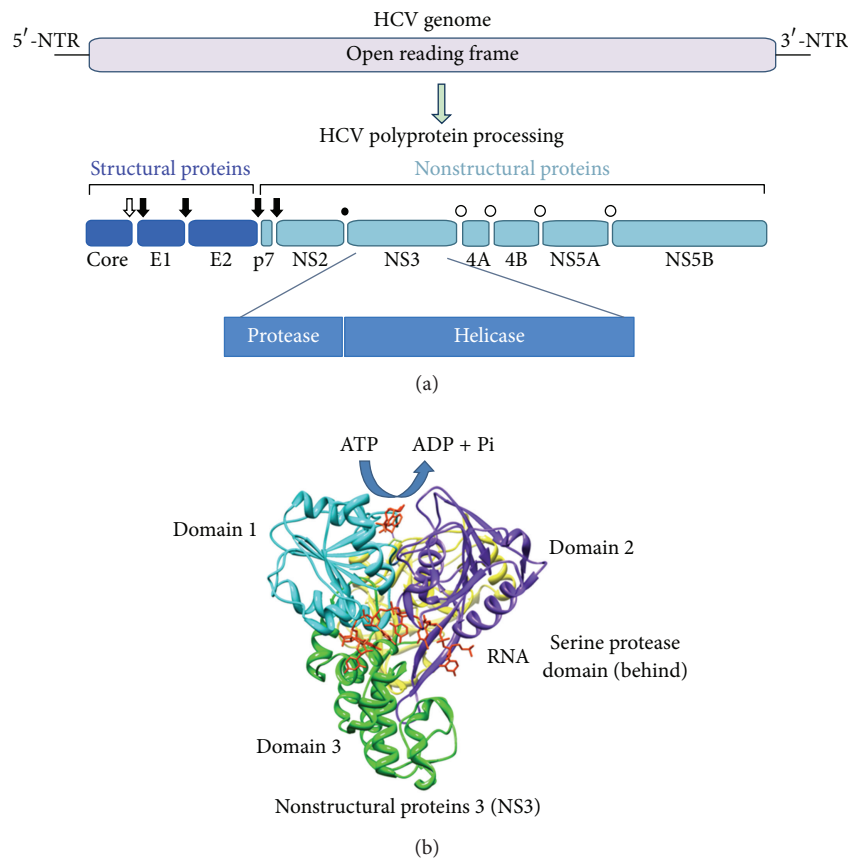 HCV genome
5′-NTR
3′-NTR
Open reading frame
HCV polyprotein processing
Structural proteins
Nonstructural proteins
Core E1 E2 p7 NS2 NS3 4A 4B NS5A NS5B
Protease Helicase
(a)
ATP ADP + Pi
Domain 1
Domain 2
RNA
Serine protease
domain (behind)
Domain 3
Nonstructural proteins 3 (NS3)
(b)